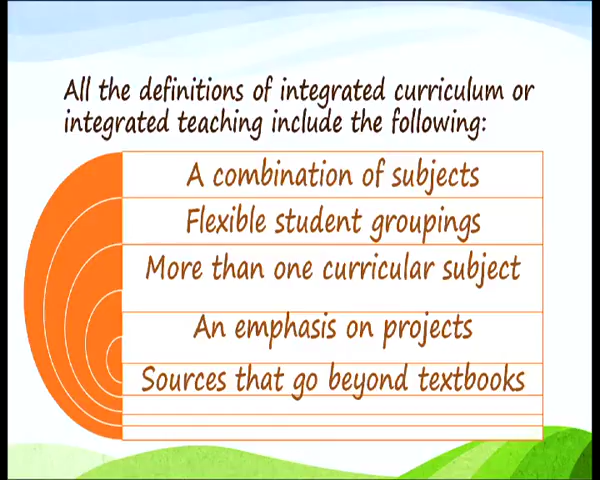 All the definitions of integrated curriculum or
integrated teaching include the following:
A combination of subjects
Flexible student groupings
More than one curricular subject
An emphasis on projects
Sources that go beyond textbooks